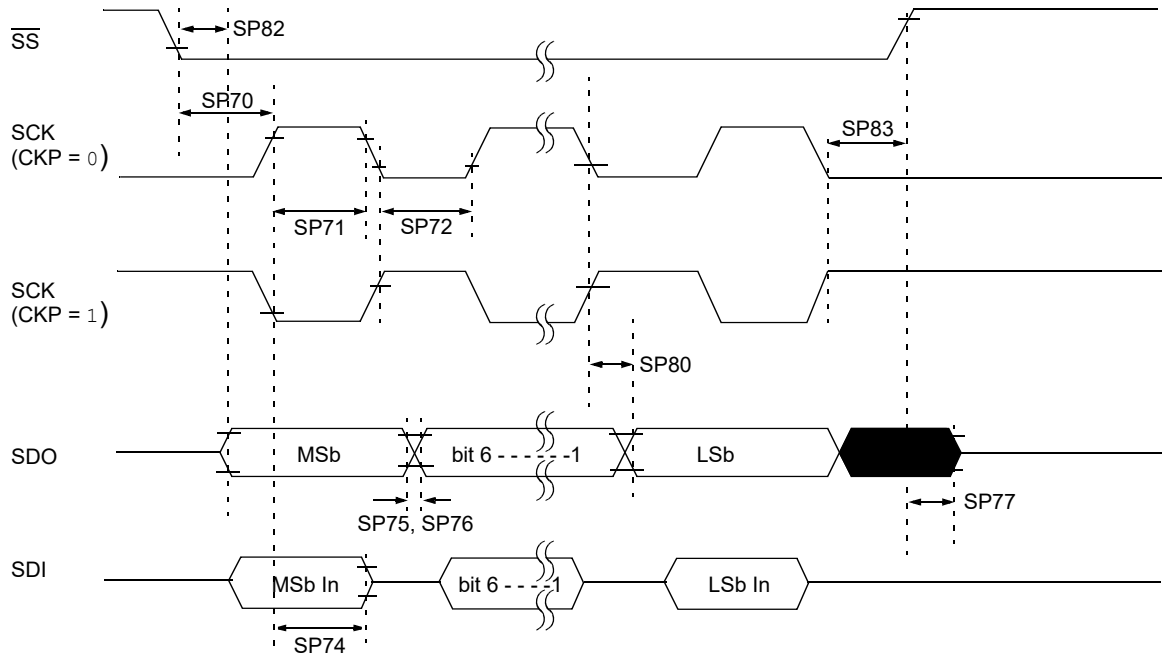 SS
SP82
SP70
SCK
(CKP = 0)
SP83
SP71
SP72
SCK
(CKP = 1)
SP80
SDO
MSb
bit 6 - - - - - -1
LSb
SP77
SP75, SP76
SDI
MSb In
bit 6 - - - - -1
LSb In
SP74